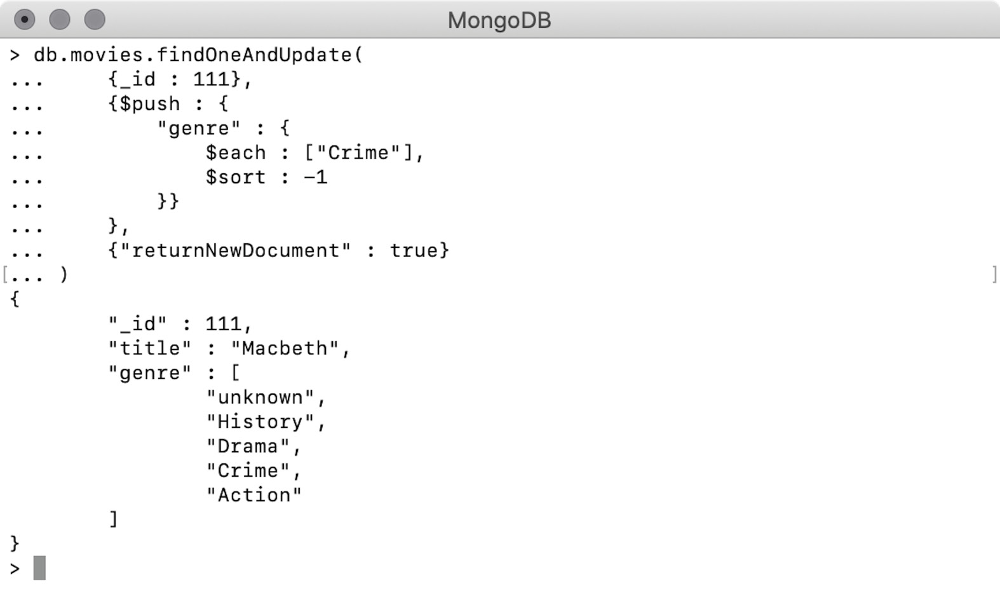 MongoDB
> db.movies.findOneAndUpdate(
...     {_id : 111},
...     {$push : {
...         "genre" : {
...             $each : ["Crime"],
...             $sort : -1
...         }}
...     },
...     {"returnNewDocument" : true}
[... ) ]
{
        "_id" : 111,
        "title" : "Macbeth",
        "genre" : [
                "unknown",
                "History",
                "Drama",
                "Crime",
                "Action"
        ]
}
>